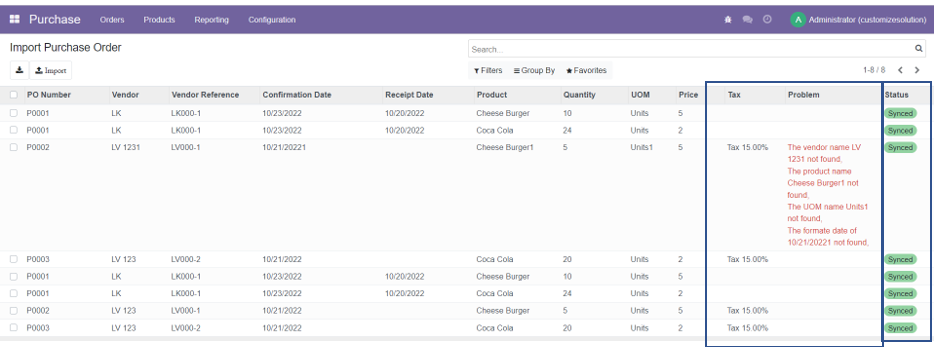 Purchase Orders Products Reporting Configuration A Administrator (customizesolution)
Import Purchase Order Search...
Import Filters Group By Favorites 1-8 / 8
PO Number Vendor Vendor Reference Confirmation Date Receipt Date Product Quantity UOM Price Tax Problem Status
P0001 LK LK000-1 10/23/2022 10/20/2022 Cheese Burger 10 Units 5 Synced
P0001 LK LK000-1 10/23/2022 10/20/2022 Coca Cola 24 Units 2 Synced
P0002 LV 1231 LV000-1 10/21/20221 Cheese Burger1 5 Units1 5 Tax 15.00% The vendor name LV Synced
1231 not found,
The product name
Cheese Burger1 not
found,
The UOM name Units1
not found,
The formate date of
10/21/20221 not found,
P0003 LV 123 LV000-2 10/21/2022 Coca Cola 20 Units 2 Tax 15.00% Synced
P0001 LK LK000-1 10/23/2022 10/20/2022 Cheese Burger 10 Units 5 Synced
P0001 LK LK000-1 10/23/2022 10/20/2022 Coca Cola 24 Units 2 Synced
P0002 LV 123 LV000-1 10/21/2022 Cheese Burger 5 Units 5 Tax 15.00% Synced
P0003 LV 123 LV000-2 10/21/2022 Coca Cola 20 Units 2 Tax 15.00% Synced